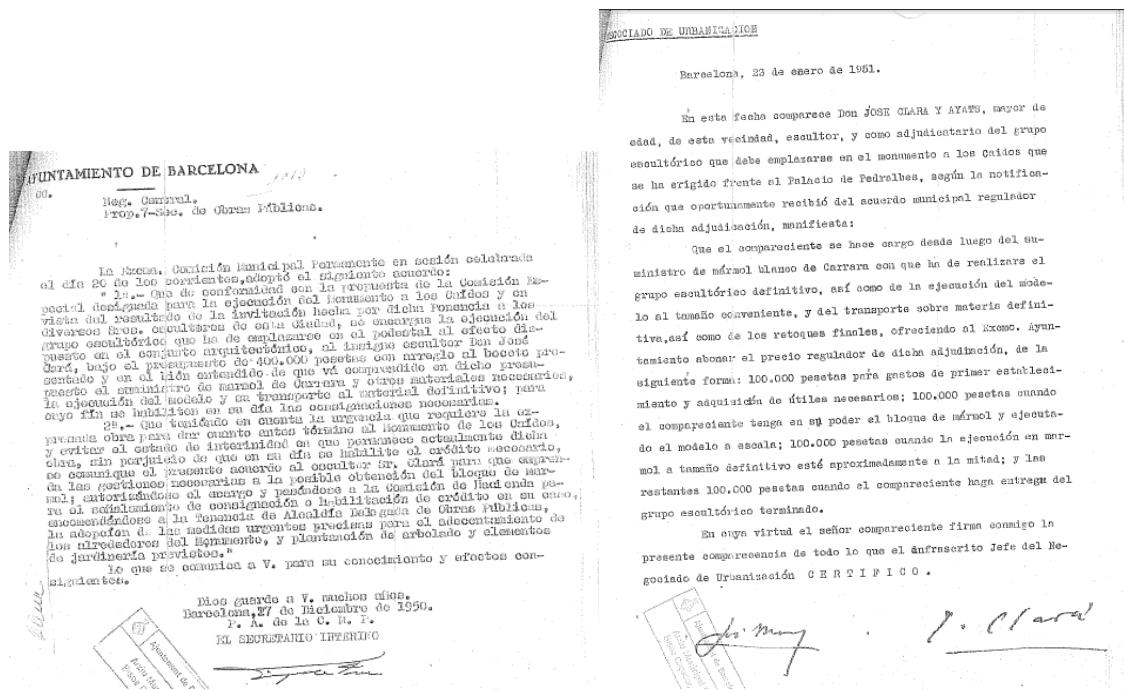 AYUNTAMIENTO DE BARCELONA
Neg. Central.
Prop.7-Sec. de Obras Públicas.
La Excma. Comisión Municipal Permanente en sesión celebrada
el día 20 de los corrientes, adoptó el siguiente acuerdo:
" 1º.- Que de conformidad con la propuesta de la Comisión Es-
pecial designada para la ejecución del Monumento a los Caídos y en
vista del resultado de la invitación hecha por dicha Ponencia a los
diversos Sres. escultores de esta Ciudad, se encargue la ejecución del
grupo escultórico que ha de emplazarse en el podestal al efecto dis-
puesto en el conjunto arquitectónico, al insigne escultor Don José
Clará, bajo el presupuesto de 400.000 pesetas con arreglo al boceto pre-
sentado y en el bién entendido de que vá comprendido en dicho presu-
puesto el suministro de marmol de Carrara y otros materiales necesarios,
la ejecución del modelo y su transporte al material definitivo; para
cuyo fin se habiliten en su día las consignaciones necesarias.
2º.- Que teniendo en cuenta la urgencia que requiere la ex-
presada obra para dar cuanto antes término al Monumento de los Caídos,
y evitar el estado de interinidad en que permanece actualmente dicha
obra, sin perjuicio de que en su día se habilite el crédito necesario,
se comunique el presente acuerdo al escultor Sr. Clará para que empren-
da las gestiones necesarias a la posible obtención del bloque de mar-
mol; autorizándose el encargo y pasándose a la Comisión de Hacienda pa-
ra el señalamiento de consignación o habilitación de crédito en su caso,
encomendándose a la Tenencia de Alcaldía Delegada de Obras Públicas,
la adopción de las medidas urgentes precisas para el adecentamiento de
los alrededores del Monumento, y plantación de arbolado y elementos
de jardinería previstos."
Lo que se comunica a V. para su conocimiento y efectos con-
siguientes.
Dios guarde a V. muchos años.
Barcelona, 27 de Diciembre de 1950.
P. A. de la C. M. P.
EL SECRETARIO INTERINO
NEGOCIADO DE URBANIZACION
Barcelona, 23 de enero de 1951.
En esta fecha comparece Don JOSE CLARA Y AYATS, mayor de
edad, de esta vecindad, escultor, y como adjudicatario del grupo
escultórico que debe emplazarse en el monumento a los Caidos que
se ha erigido frente al Palacio de Pedralbes, según la notifica-
ción que oportunamente recibió del acuerdo municipal regulador
de dicha adjudicación, manifiesta:
Que el compareciente se hace cargo desde luego del su-
ministro de mármol blanco de Carrara con que ha de realizars el
grupo escultórico definitivo, así como de la ejecución del mode-
lo al tamaño conveniente, y del transporte sobre materia defini-
tiva,así como de los retoques finales, ofreciendo al Excmo. Ayun-
tamiento abonar el precio regulador de dicha adjudicación, de la
siguiente forma: 100.000 pesetas para gastos de primer estableci-
miento y adquisición de útiles necesarios; 100.000 pesetas cuando
el compareciente tenga en su poder el bloque de mármol y ejecuta-
do el modelo a escala; 100.000 pesetas cuando la ejecución en már-
mol a tamaño definitivo esté aproximadamente a la mitad; y las
restantes 100.000 pesetas cuando el compareciente haga entrega del
grupo escultórico terminado.
En cuya virtud el señor compareciente firma conmigo la
presente comparecencia de todo lo que el infrascrito Jefe del Ne-
gociado de Urbanización C E R T I F I C O .
J. Clará